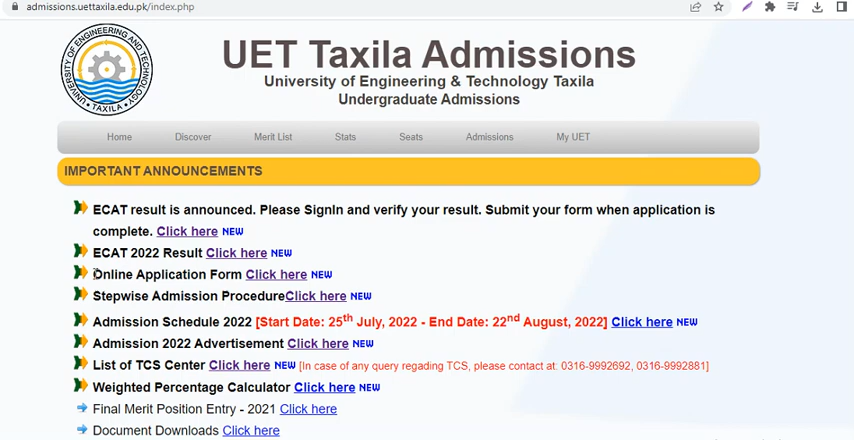 admissions.uettaxila.edu.pk/index.php
UNIVERSITY OF ENGINEERING AND TECHNOLOGY
TAXILA
UET Taxila Admissions
University of Engineering & Technology Taxila
Undergraduate Admissions
Home Discover Merit List Stats Seats Admissions My UET
IMPORTANT ANNOUNCEMENTS
ECAT result is announced. Please SignIn and verify your result. Submit your form when application is
complete. Click here NEW
ECAT 2022 Result Click here NEW
Online Application Form Click here NEW
Stepwise Admission ProcedureClick here NEW
Admission Schedule 2022 [Start Date: 25th July, 2022 - End Date: 22nd August, 2022] Click here NEW
Admission 2022 Advertisement Click here NEW
List of TCS Center Click here NEW [In case of any query regading TCS, please contact at: 0316-9992692, 0316-9992881]
Weighted Percentage Calculator Click here NEW
Final Merit Position Entry - 2021 Click here
Document Downloads Click here